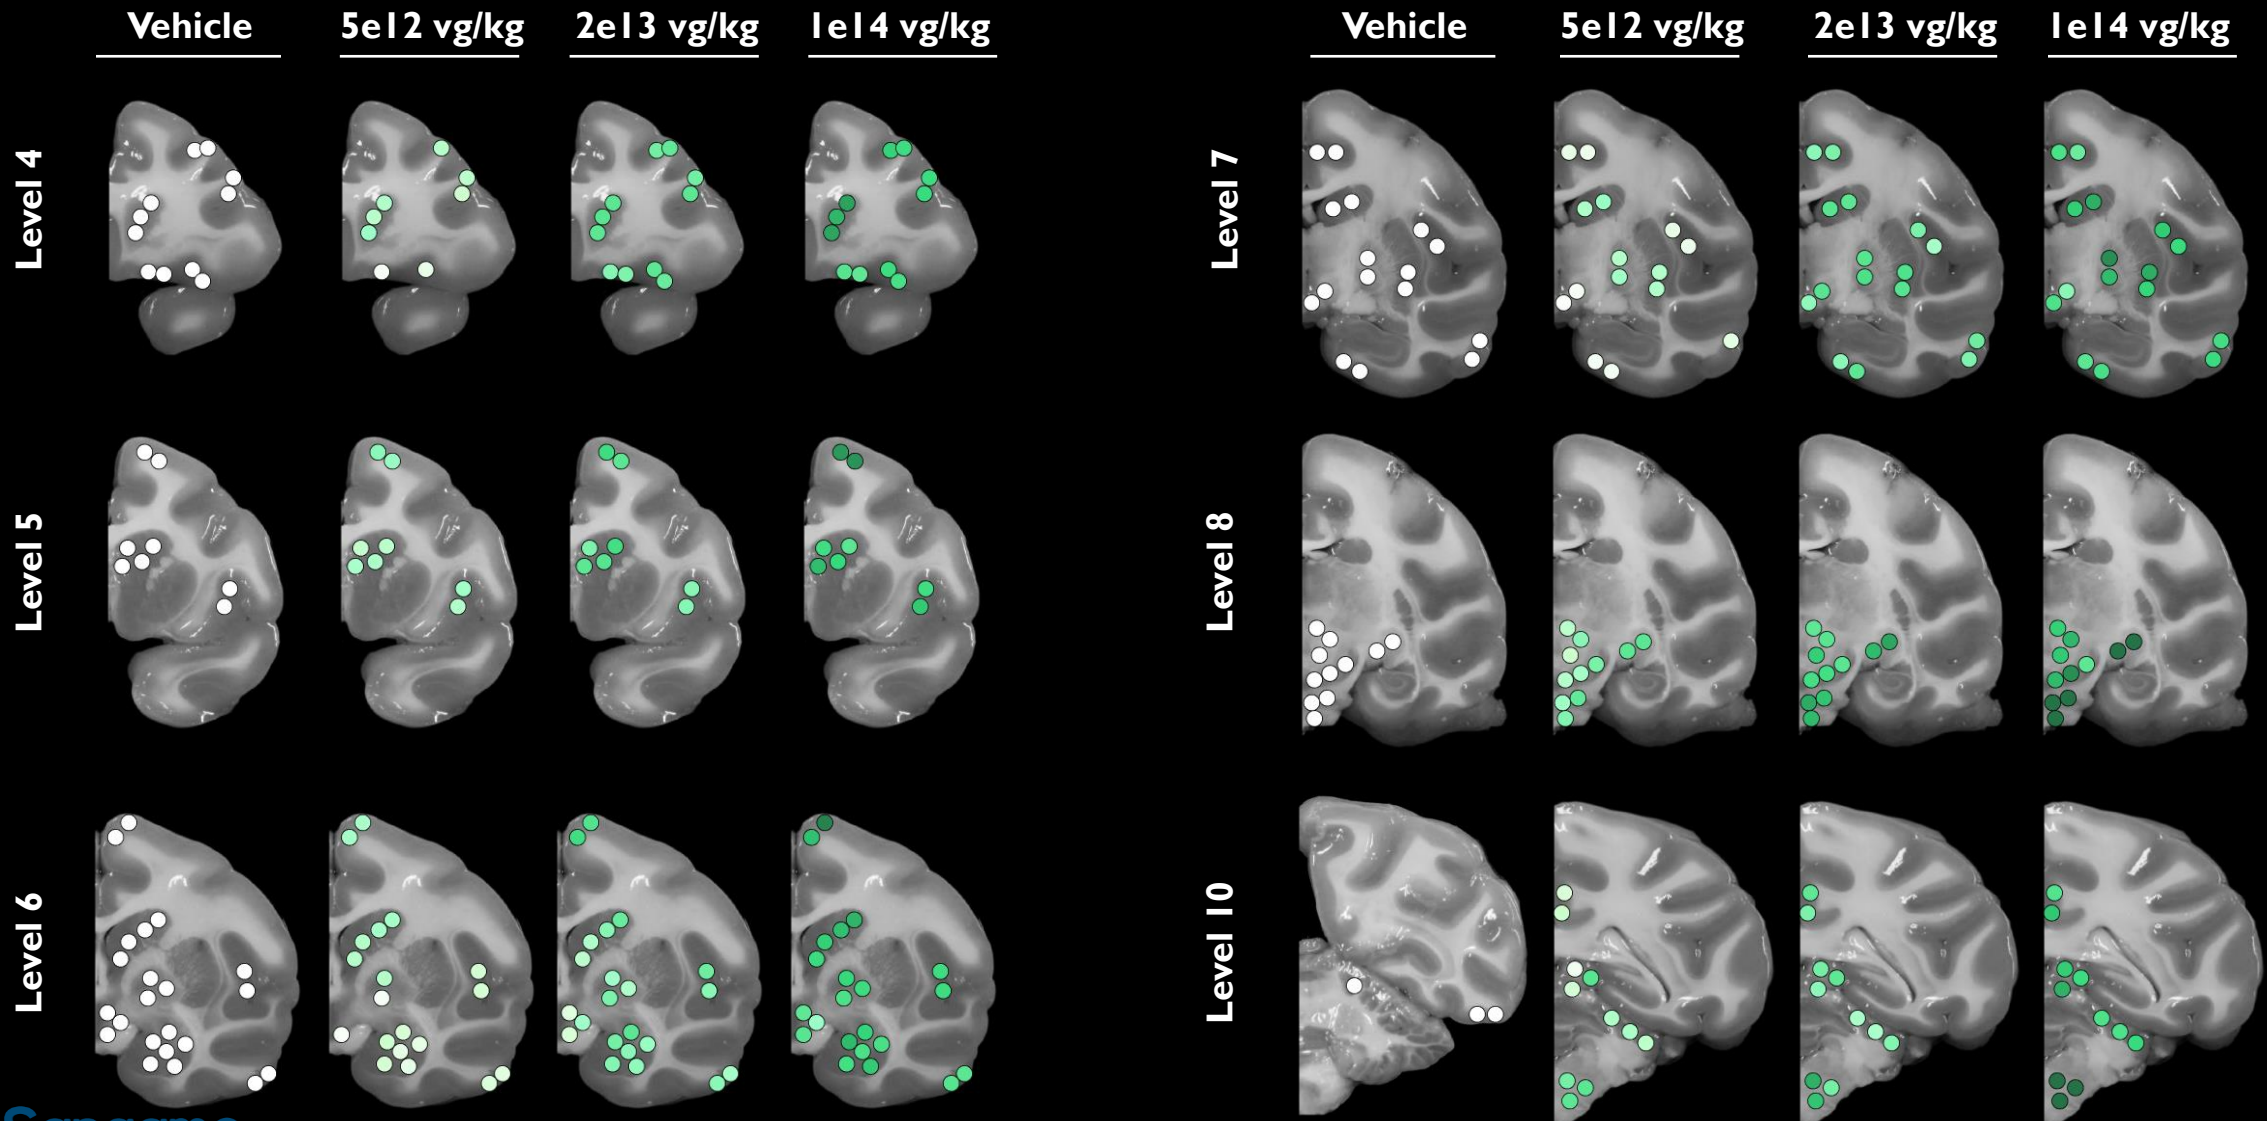 Vehicle 5e12 vg/kg 2e13 vg/kg 1e14 vg/kg
Vehicle 5e12 vg/kg 2e13 vg/kg 1e14 vg/kg
Level 4
Level 5
Level 6
Level 7
Level 8
Level 10